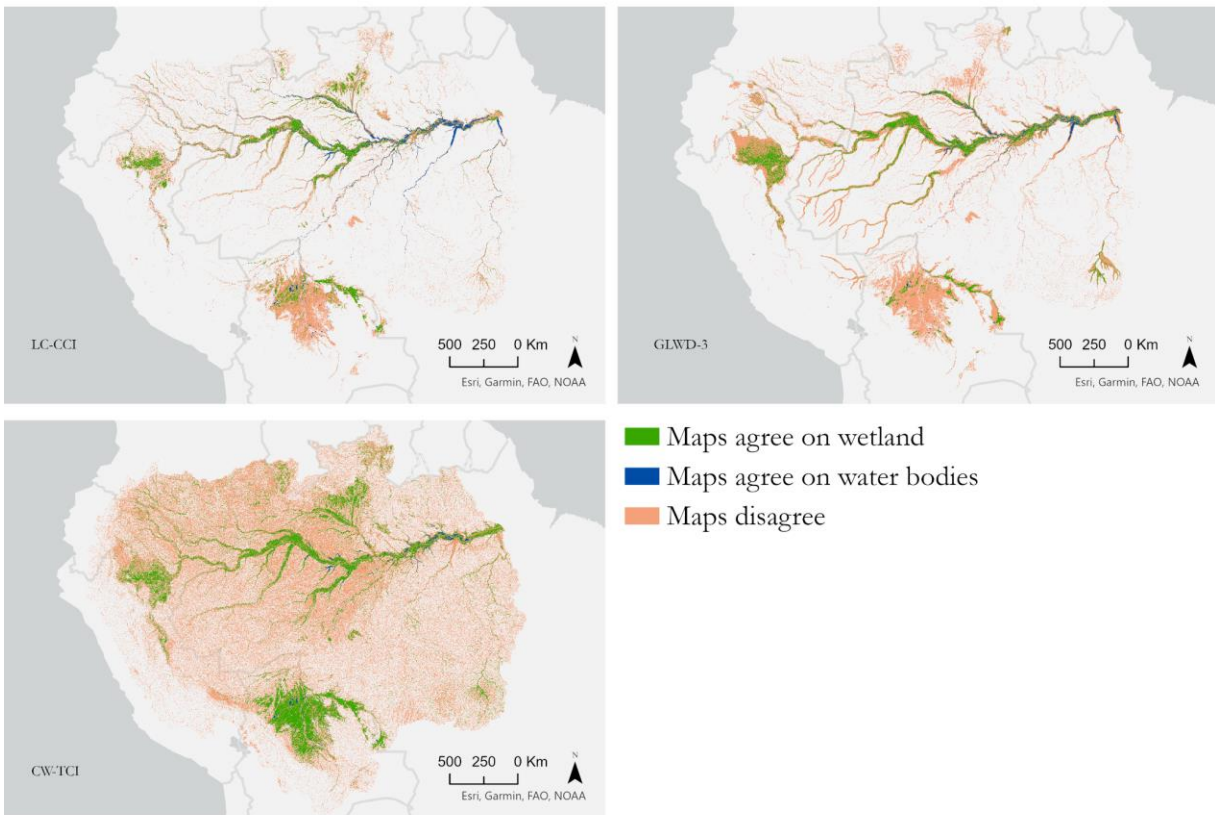 LC-CCI
500 250 0 Km
N
Esri, Garmin, FAO, NOAA
GLWD-3
500 250 0 Km
N
Esri, Garmin, FAO, NOAA
CW-TCI
500 250 0 Km
N
Esri, Garmin, FAO, NOAA
Maps agree on wetland
Maps agree on water bodies
Maps disagree